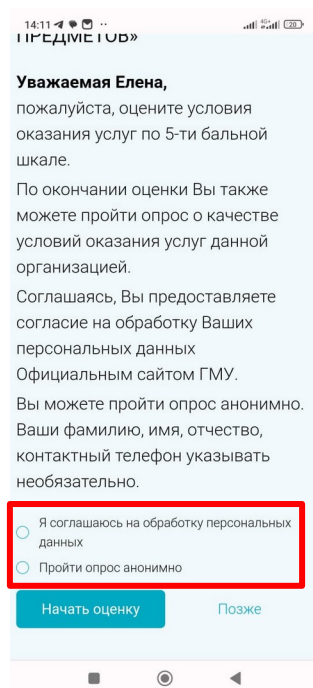 14:11
4G+
20
ПРЕДМЕТОВ»
Уважаемая Елена,
пожалуйста, оцените условия
оказания услуг по 5-ти бальной
шкале.
По окончании оценки Вы также
можете пройти опрос о качестве
условий оказания услуг данной
организацией.
Соглашаясь, Вы предоставляете
согласие на обработку Ваших
персональных данных
Официальным сайтом ГМУ.
Вы можете пройти опрос анонимно.
Ваши фамилию, имя, отчество,
контактный телефон указывать
необязательно.
Я соглашаюсь на обработку персональных
данных
Пройти опрос анонимно
Начать оценку
Позже